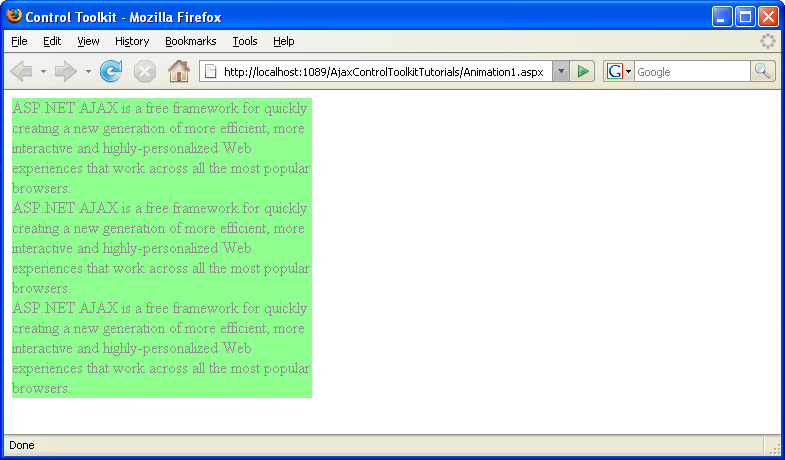 Control Toolkit - Mozilla Firefox
File Edit View History Bookmarks Tools Help
http://localhost:1089/AjaxControlToolkitTutorials/Animation1.aspx
G Google
ASP.NET AJAX is a free framework for quickly
creating a new generation of more efficient, more
interactive and highly-personalized Web
experiences that work across all the most popular
browsers.
ASP.NET AJAX is a free framework for quickly
creating a new generation of more efficient, more
interactive and highly-personalized Web
experiences that work across all the most popular
browsers.
ASP.NET AJAX is a free framework for quickly
creating a new generation of more efficient, more
interactive and highly-personalized Web
experiences that work across all the most popular
browsers.
Done